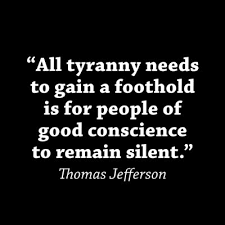 “All tyranny needs
to gain a foothold
is for people of
good conscience
to remain silent.”
Thomas Jefferson